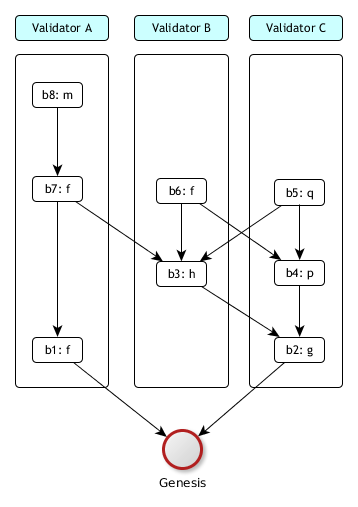 Validator A
Validator B
Validator C
b8: m
b7: f
b6: f
b5: q
b3: h
b4: p
b1: f
b2: g
Genesis